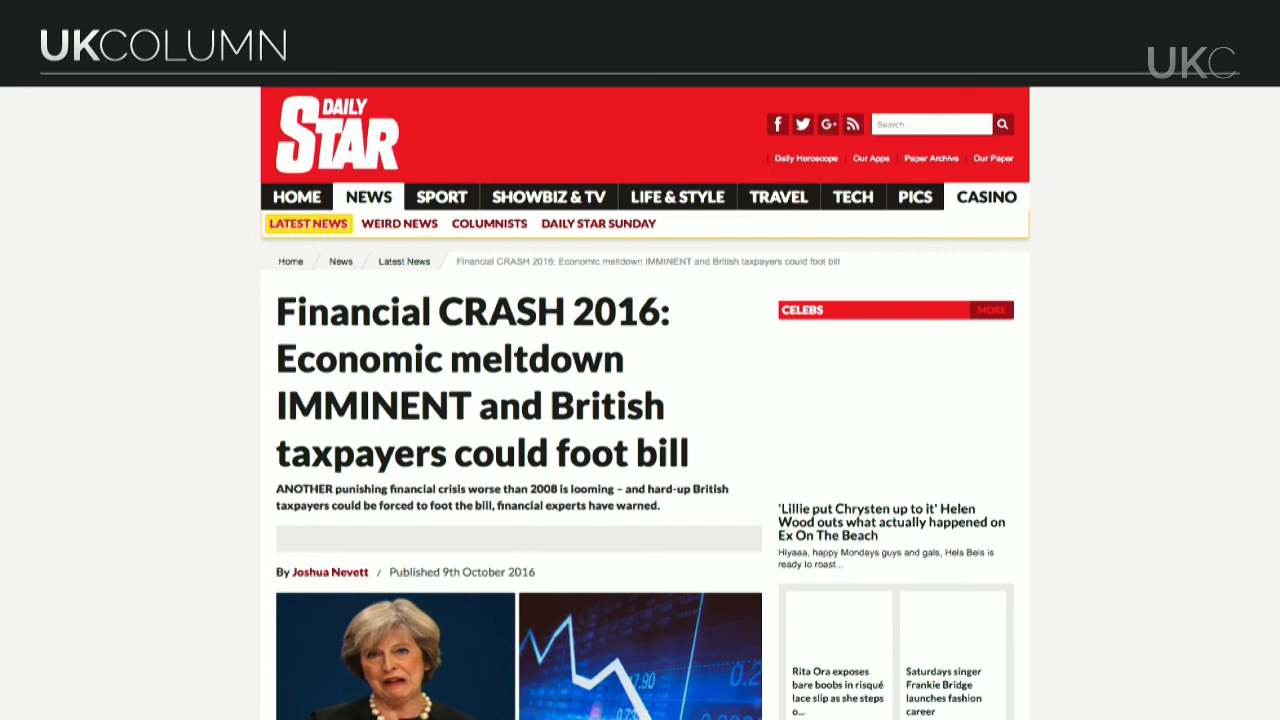 UKCOLUMN
UKC
DAILY
STAR
Search...
Daily Horoscope
Our Apps
Paper Archive
Our Paper
HOME
NEWS
SPORT
SHOWBIZ & TV
LIFE & STYLE
TRAVEL
TECH
PICS
CASINO
LATEST NEWS
WEIRD NEWS
COLUMNISTS
DAILY STAR SUNDAY
Home
News
Latest News
Financial CRASH 2016: Economic meltdown IMMINENT and British taxpayers could foot bill
Financial CRASH 2016:
Economic meltdown
IMMINENT and British
taxpayers could foot bill
ANOTHER punishing financial crisis worse than 2008 is looming – and hard-up British
taxpayers could be forced to foot the bill, financial experts have warned.
By Joshua Nevett / Published 9th October 2016
CELEBS
MORE
'Lillie put Chrysten up to it' Helen
Wood outs what actually happened on
Ex On The Beach
Hiyaaa, happy Mondays guys and gals, Hels Bels is
ready to roast...
Rita Ora exposes
bare boobs in risqué
lace slip as she steps
o...
Saturdays singer
Frankie Bridge
launches fashion
career